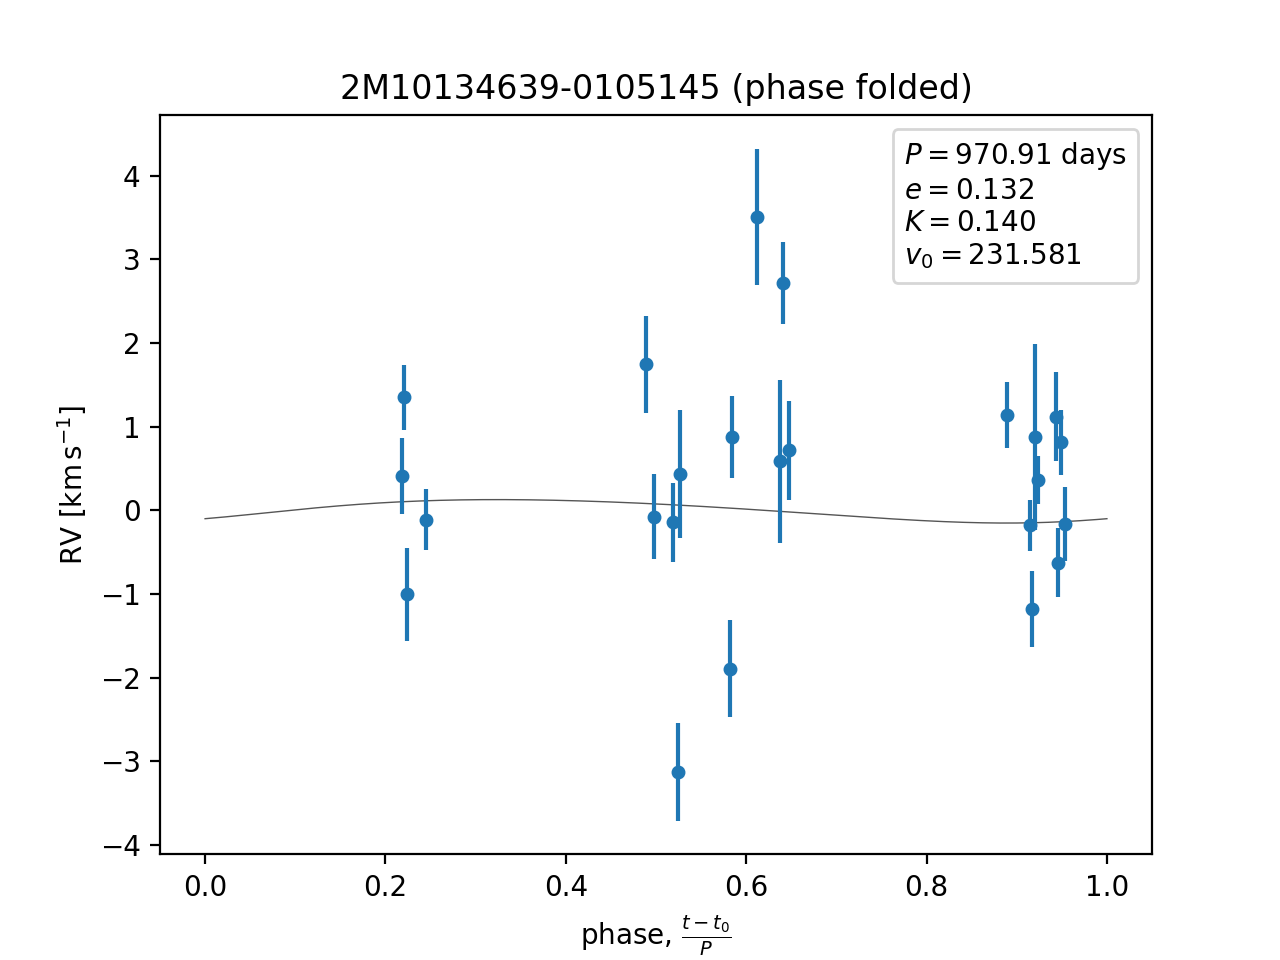 2M10134639-0105145 (phase folded)
P = 970.91 days
e = 0.132
K = 0.140
v₀ = 231.581
RV [km s⁻¹]
4
3
2
1
0
−1
−2
−3
−4
0.0 0.2 0.4 0.6 0.8 1.0
phase, (t − t₀)/P